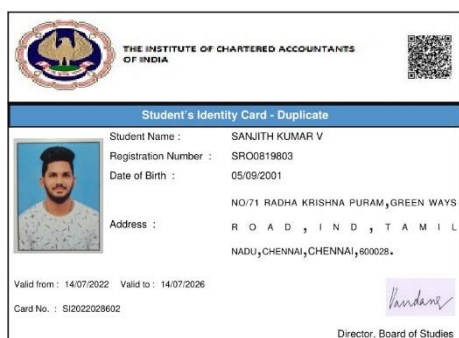 THE INSTITUTE OF CHARTERED ACCOUNTANTS
OF INDIA
Student's Identity Card - Duplicate
Student Name : SANJITH KUMAR V
Registration Number : SRO0819803
Date of Birth : 05/09/2001
Address : NO/71 RADHA KRISHNA PURAM,GREEN WAYS
R O A D , I N D , T A M I L
NADU,CHENNAI,CHENNAI,600028.
Valid from : 14/07/2022 Valid to : 14/07/2026
Card No. : SI2022028602
Vandana
Director, Board of Studies